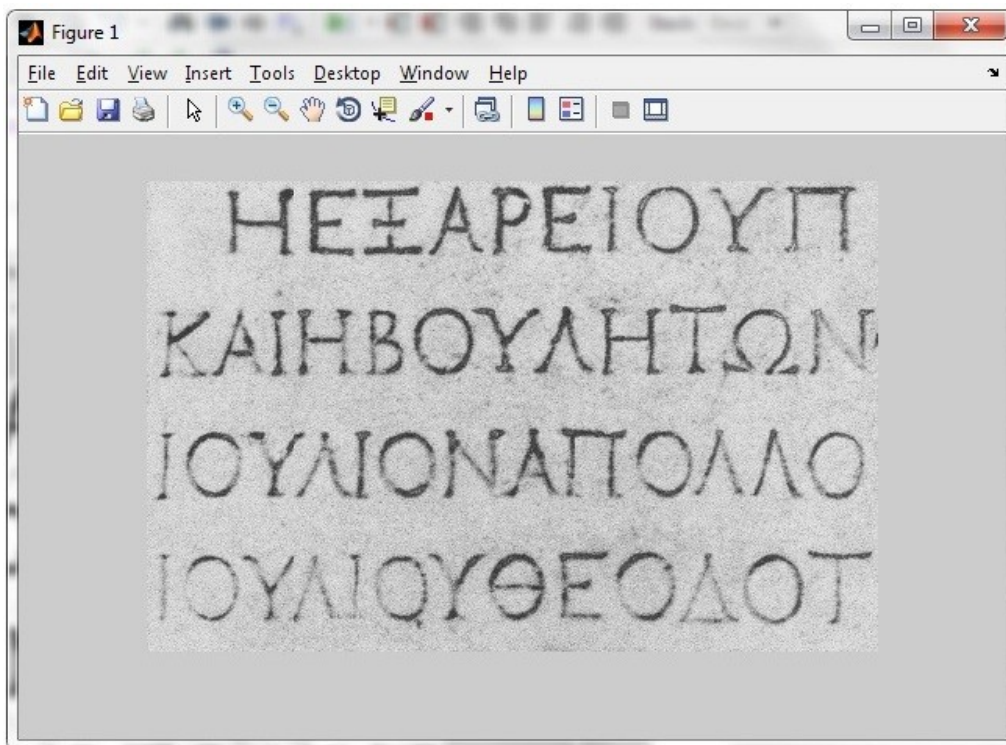 Figure 1
File Edit View Insert Tools Desktop Window Help
ΗΕΞΑΡΕΙΟΥΠ
ΚΑΙΗΒΟΥΛΗΤΩΝ
ΙΟΥΛΙΟΝΑΠΟΛΛΟ
ΙΟΥΛΙΟΥΘΕΟΔΟΤ